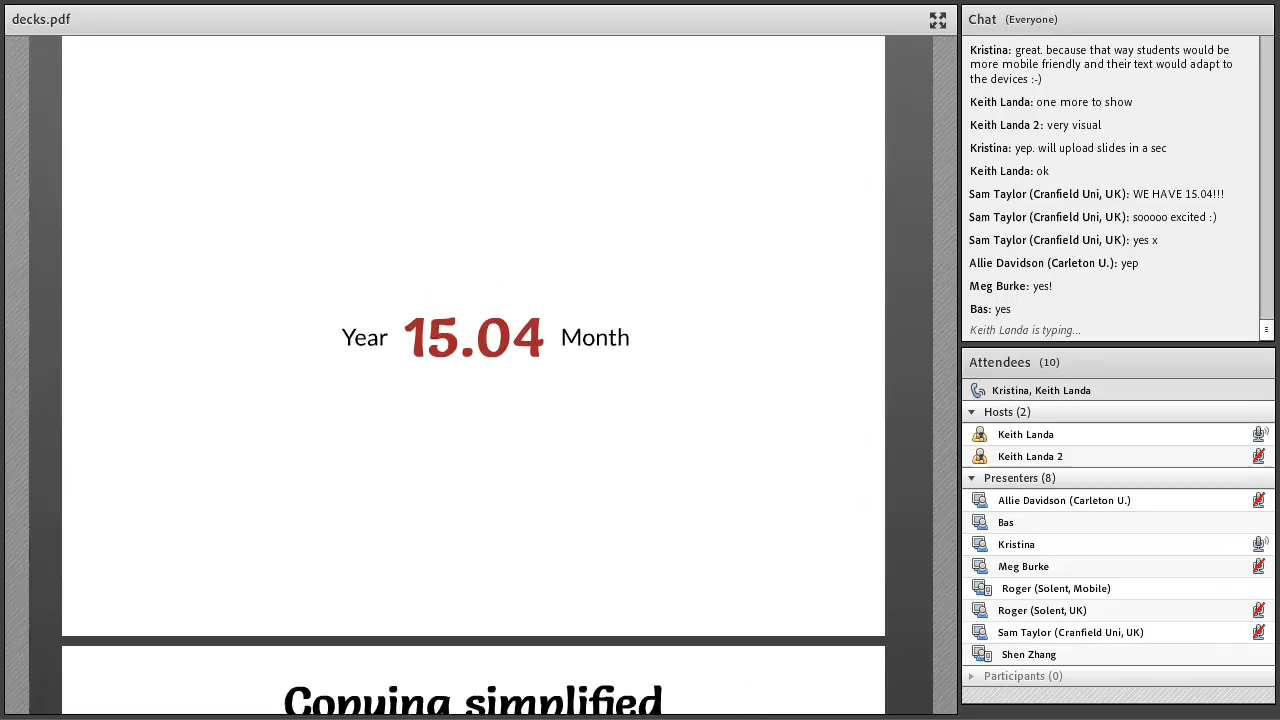 decks.pdf
Year 15.04 Month
Copying simplified
Chat (Everyone)
Kristina: great. because that way students would be
more mobile friendly and their text would adapt to
the devices :-)
Keith Landa: one more to show
Keith Landa 2: very visual
Kristina: yep. will upload slides in a sec
Keith Landa: ok
Sam Taylor (Cranfield Uni, UK): WE HAVE 15.04!!!
Sam Taylor (Cranfield Uni, UK): sooooo excited :)
Sam Taylor (Cranfield Uni, UK): yes x
Allie Davidson (Carleton U.): yep
Meg Burke: yes!
Bas: yes
Keith Landa is typing...
Attendees (10)
Kristina, Keith Landa
Hosts (2)
Keith Landa
Keith Landa 2
Presenters (8)
Allie Davidson (Carleton U.)
Bas
Kristina
Meg Burke
Roger (Solent, Mobile)
Roger (Solent, UK)
Sam Taylor (Cranfield Uni, UK)
Shen Zhang
Participants (0)